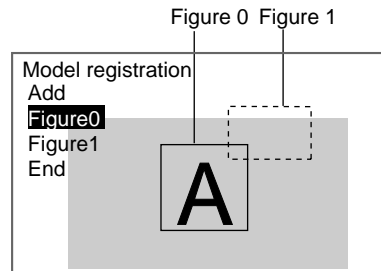 Figure 0 Figure 1
Model registration
Add
Figure0
Figure1
End
A